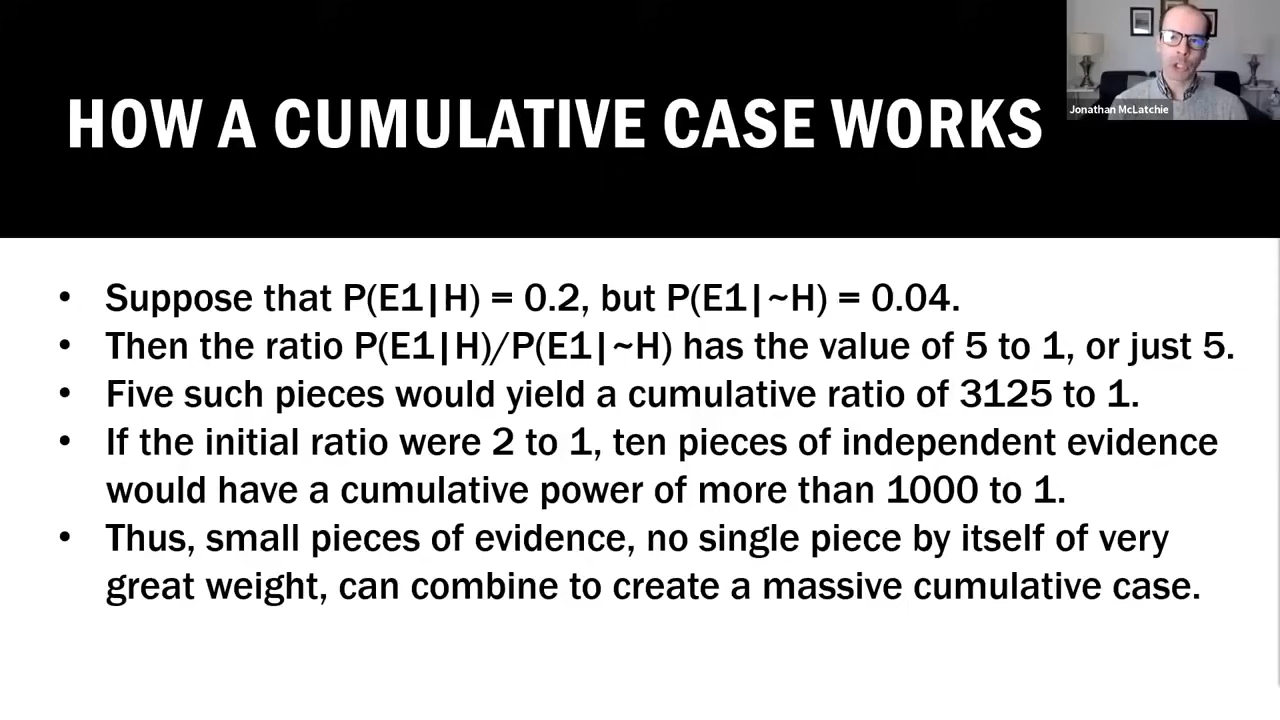 HOW A CUMULATIVE CASE WORKS
Jonathan McLatchie
• Suppose that P(E1|H) = 0.2, but P(E1|~H) = 0.04.
• Then the ratio P(E1|H)/P(E1|~H) has the value of 5 to 1, or just 5.
• Five such pieces would yield a cumulative ratio of 3125 to 1.
• If the initial ratio were 2 to 1, ten pieces of independent evidence
would have a cumulative power of more than 1000 to 1.
• Thus, small pieces of evidence, no single piece by itself of very
great weight, can combine to create a massive cumulative case.